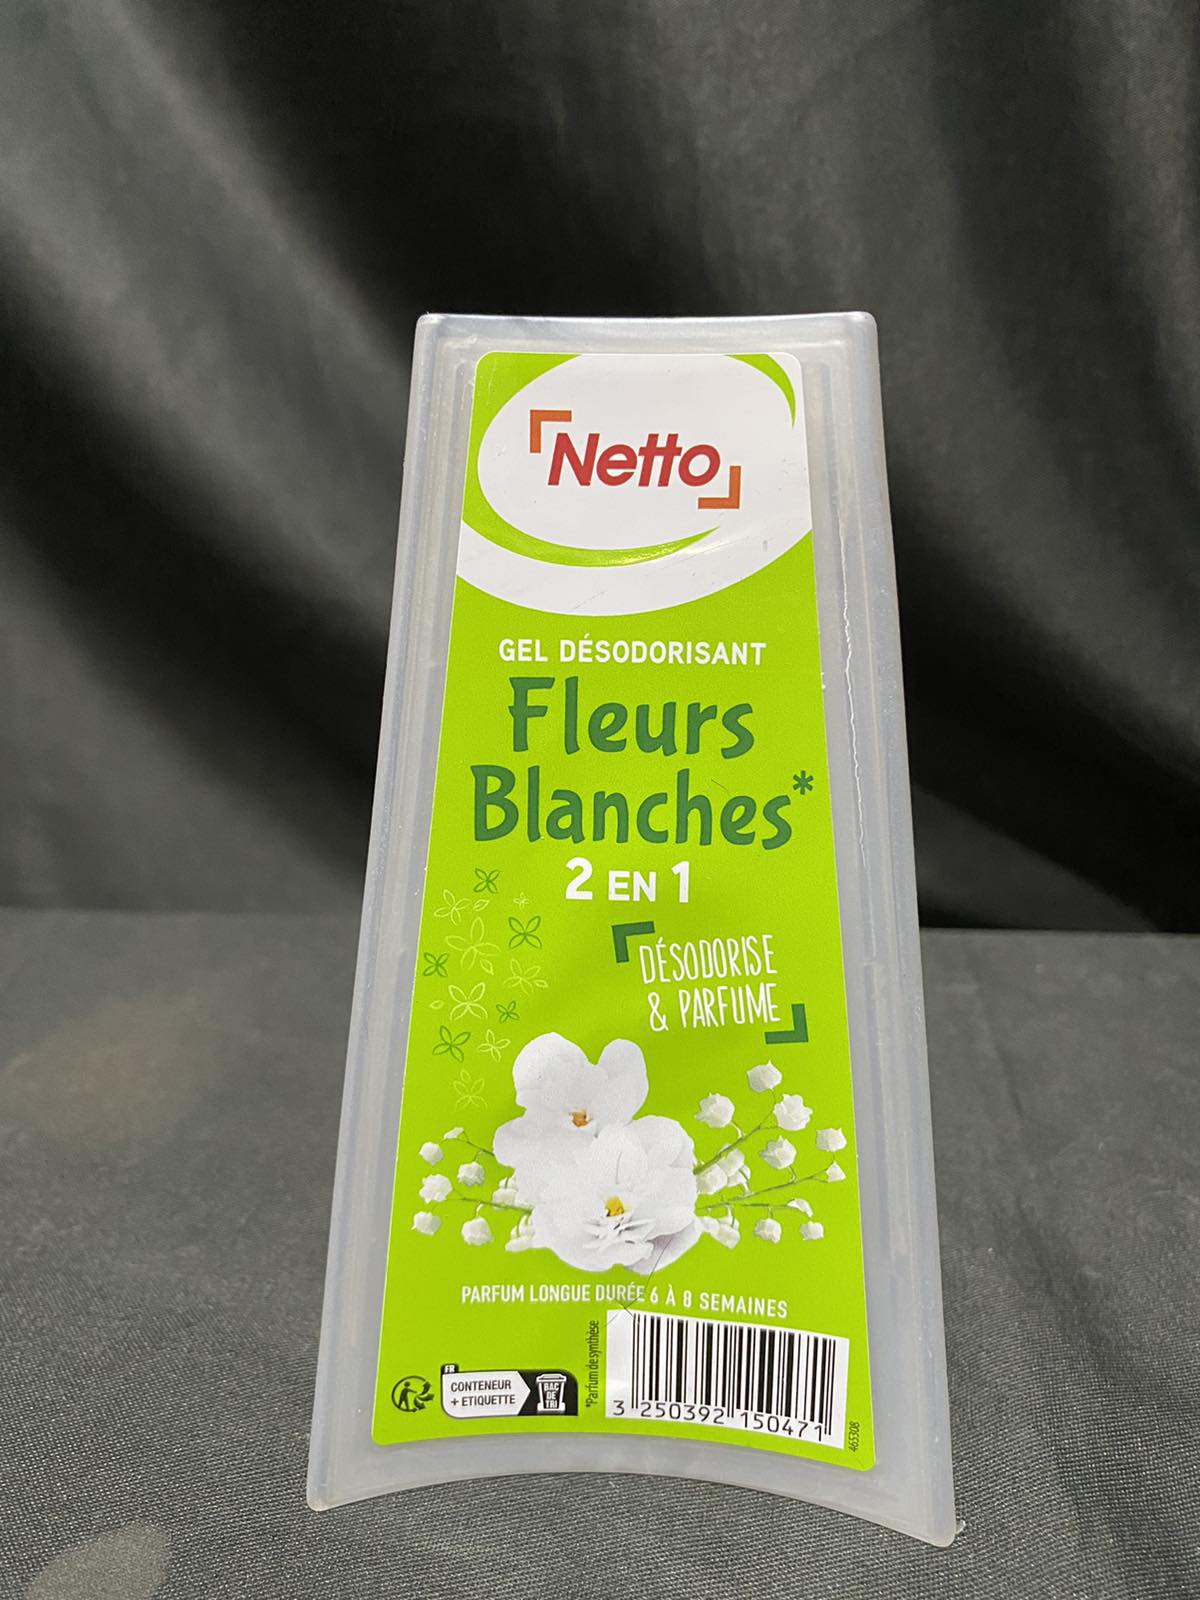 Netto
GEL DÉSODORISANT
Fleurs
Blanches*
2 EN 1
DÉSODORISE
& PARFUME
PARFUM LONGUE DURÉE 6 À 8 SEMAINES
FR
CONTENEUR
+ ETIQUETTE
BAC
DE
TRI
*Parfum de synthèse
3 250392 150471
465308